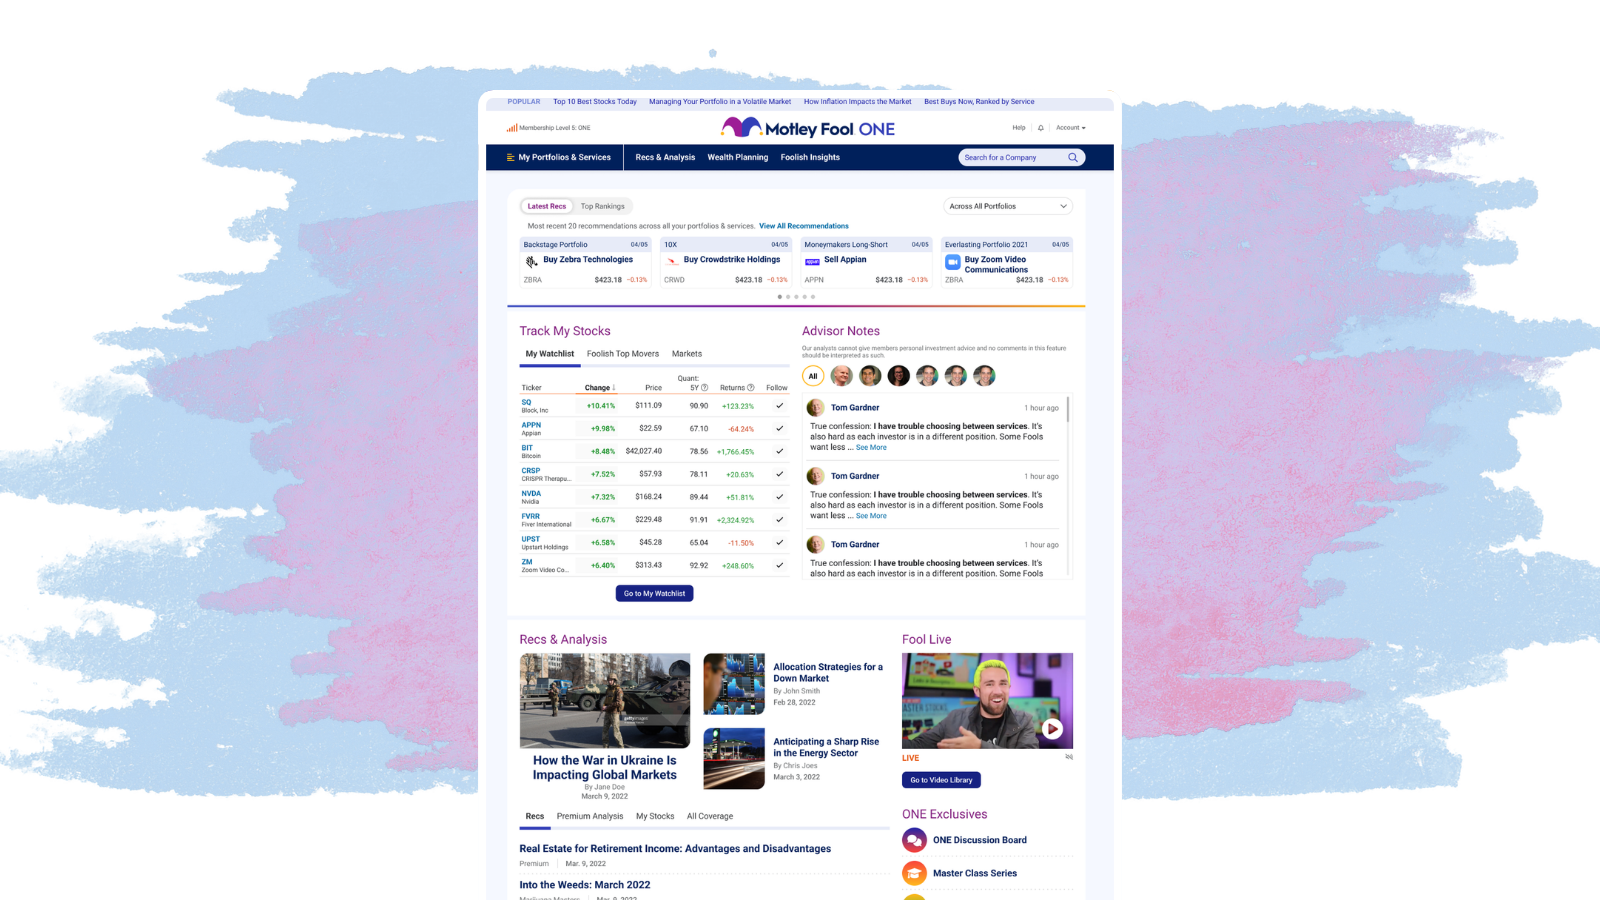 POPULAR Top 10 Best Stocks Today Managing Your Portfolio in a Volatile Market How Inflation Impacts the Market Best Buys Now, Ranked by Service
Membership Level 5: ONE Motley Fool ONE Help Account
My Portfolios & Services Recs & Analysis Wealth Planning Foolish Insights Search for a Company
Latest Recs Top Rankings Across All Portfolios
Most recent 20 recommendations across all your portfolios & services. View All Recommendations
Backstage Portfolio 04/05
Buy Zebra Technologies
ZBRA $423.18 -0.13%
10X 04/05
Buy Crowdstrike Holdings
CRWD $423.18 -0.13%
Moneymakers Long-Short 04/05
appian Sell Appian
APPN $423.18 -0.13%
Everlasting Portfolio 2021 04/05
Buy Zoom Video
Communications
ZBRA $423.18 -0.13%
Track My Stocks
My Watchlist Foolish Top Movers Markets
Quant:
Ticker Change ↓ Price 5Y Returns Follow
SQ
Block, Inc +10.41% $111.09 90.90 +123.23%
APPN
Appian +9.98% $22.59 67.10 -64.24%
BIT
Bitcoin +8.48% $42,027.40 78.56 +1,766.45%
CRSP
CRISPR Therapu... +7.52% $57.93 78.11 +20.63%
NVDA
Nvidia +7.32% $168.24 89.44 +51.81%
FVRR
Fiver International +6.67% $229.48 91.91 +2,324.92%
UPST
Upstart Holdings +6.58% $45.28 65.04 -11.50%
ZM
Zoom Video Co... +6.40% $313.43 92.92 +248.60%
Go to My Watchlist
Advisor Notes
Our analysts cannot give members personal investment advice and no comments in this feature
should be interpreted as such.
All
Tom Gardner 1 hour ago
True confession: I have trouble choosing between services. It's
also hard as each investor is in a different position. Some Fools
want less ... See More
Tom Gardner 1 hour ago
True confession: I have trouble choosing between services. It's
also hard as each investor is in a different position. Some Fools
want less ... See More
Tom Gardner 1 hour ago
True confession: I have trouble choosing between services. It's
also hard as each investor is in a different position. Some Fools
Recs & Analysis
gettyimages
How the War in Ukraine Is
Impacting Global Markets
By Jane Doe
March 9, 2022
Allocation Strategies for a
Down Market
By John Smith
Feb 28, 2022
Anticipating a Sharp Rise
in the Energy Sector
By Chris Joes
March 3, 2022
Recs Premium Analysis My Stocks All Coverage
Real Estate for Retirement Income: Advantages and Disadvantages
Premium Mar. 9, 2022
Into the Weeds: March 2022
Marijuana Masters Mar. 9, 2022
Fool Live
MASTER STOCKS
LIVE
Go to Video Library
ONE Exclusives
ONE Discussion Board
Master Class Series